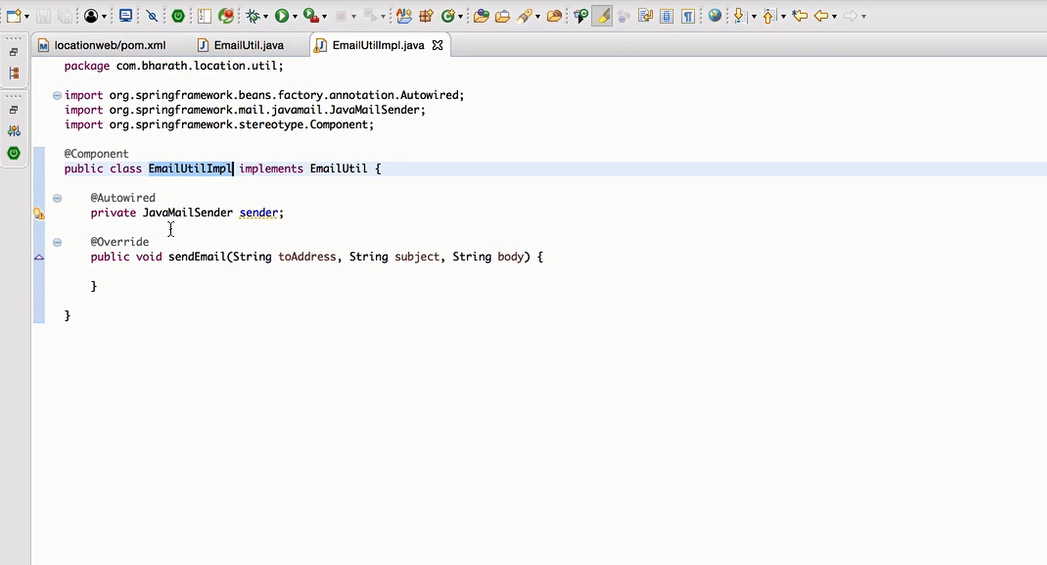 locationweb/pom.xml EmailUtil.java EmailUtilImpl.java
package com.bharath.location.util;
import org.springframework.beans.factory.annotation.Autowired;
import org.springframework.mail.javamail.JavaMailSender;
import org.springframework.stereotype.Component;
@Component
public class EmailUtilImpl implements EmailUtil {
@Autowired
private JavaMailSender sender;
@Override
public void sendEmail(String toAddress, String subject, String body) {
}
}